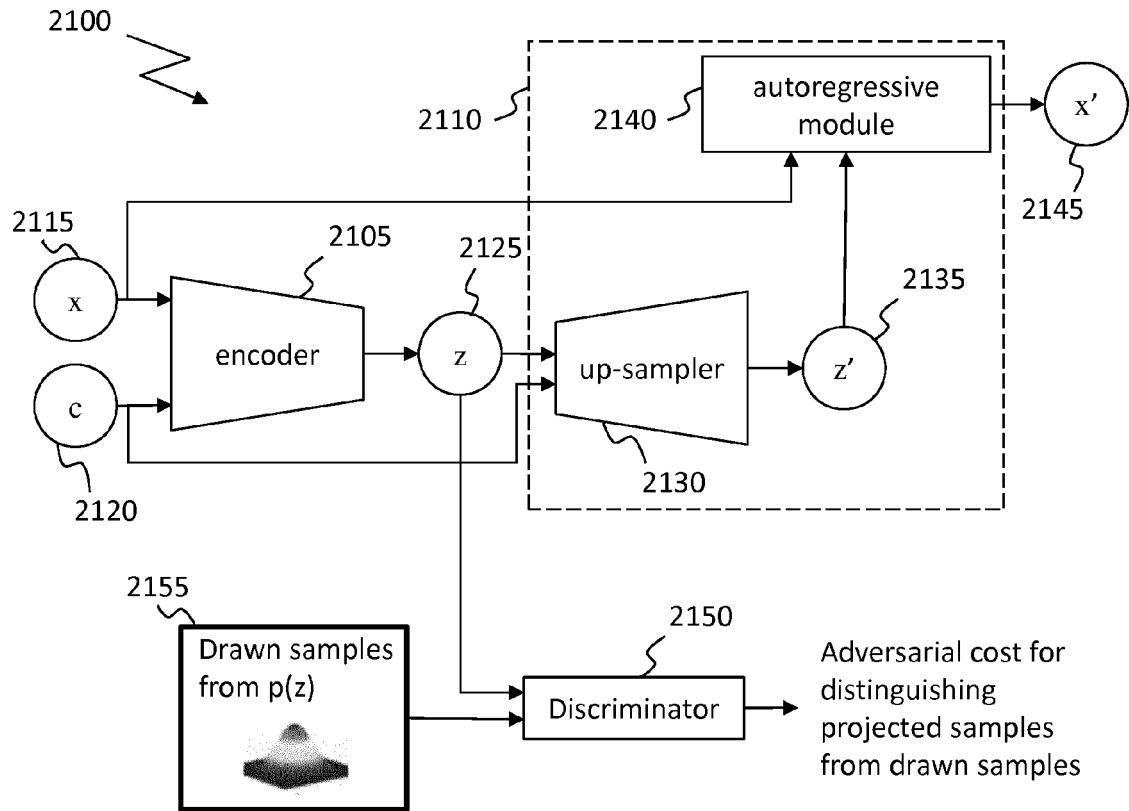 2100
2110
2140
autoregressive
module
x’
2145
2115
x
2105
encoder
2125
z
up-sampler
2130
2135
z’
c
2120
2155
Drawn samples
from p(z)
2150
Discriminator
Adversarial cost for
distinguishing
projected samples
from drawn samples